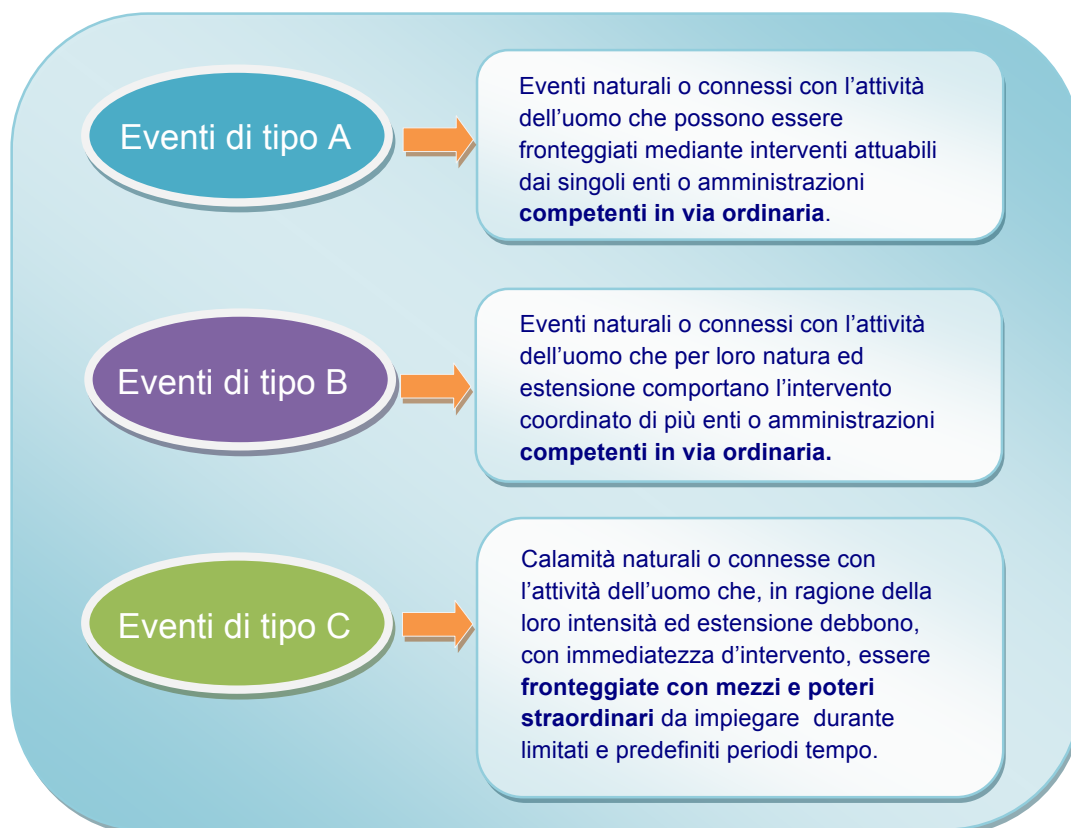 Eventi di tipo A
Eventi naturali o connessi con l’attività
dell’uomo che possono essere
fronteggiati mediante interventi attuabili
dai singoli enti o amministrazioni
competenti in via ordinaria.
Eventi di tipo B
Eventi naturali o connessi con l’attività
dell’uomo che per loro natura ed
estensione comportano l’intervento
coordinato di più enti o amministrazioni
competenti in via ordinaria.
Eventi di tipo C
Calamità naturali o connesse con
l’attività dell’uomo che, in ragione della
loro intensità ed estensione debbono,
con immediatezza d’intervento, essere
fronteggiate con mezzi e poteri
straordinari da impiegare  durante
limitati e predefiniti periodi tempo.